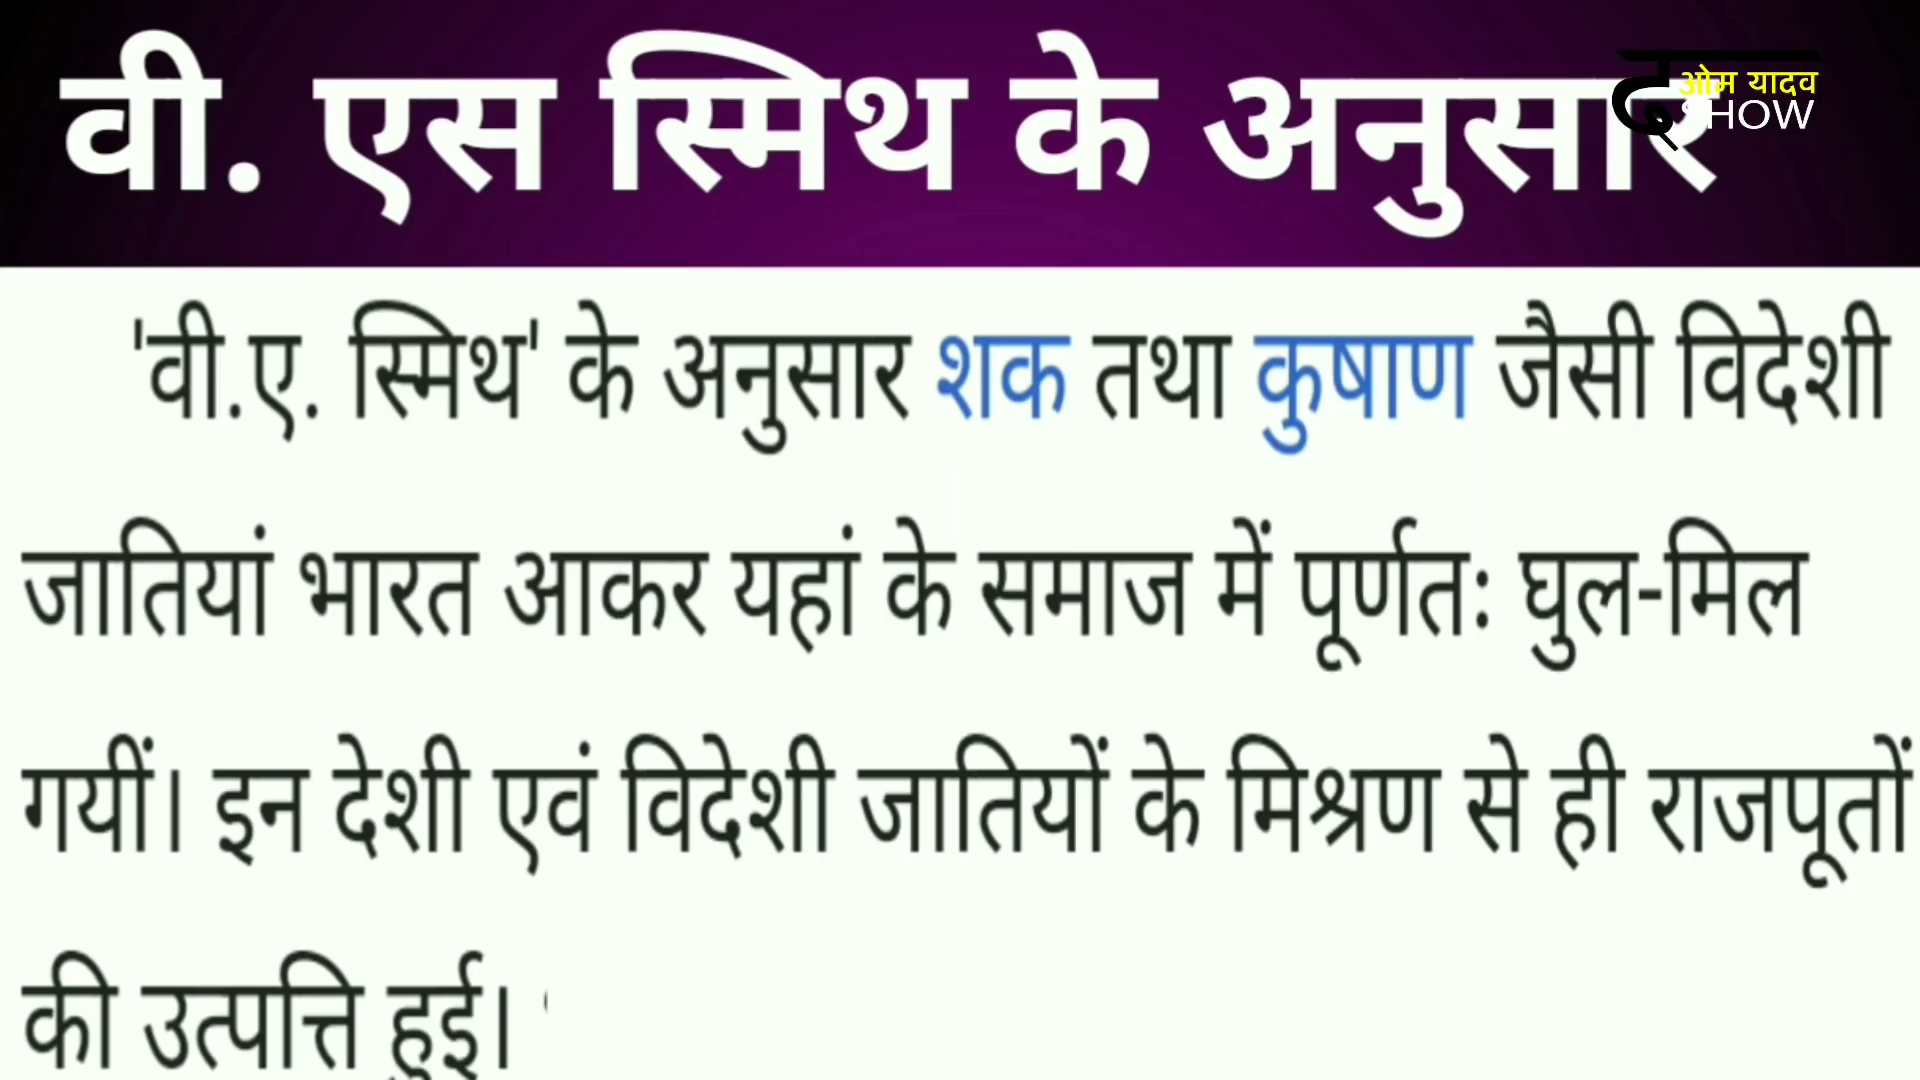 वी. एस स्मिथ के अनुसार
द ओम यादव
SHOW
'वी.ए. स्मिथ' के अनुसार शक तथा कुषाण जैसी विदेशी
जातियां भारत आकर यहां के समाज में पूर्णतः घुल-मिल
गयीं। इन देशी एवं विदेशी जातियों के मिश्रण से ही राजपूतों
की उत्पत्ति हुई।